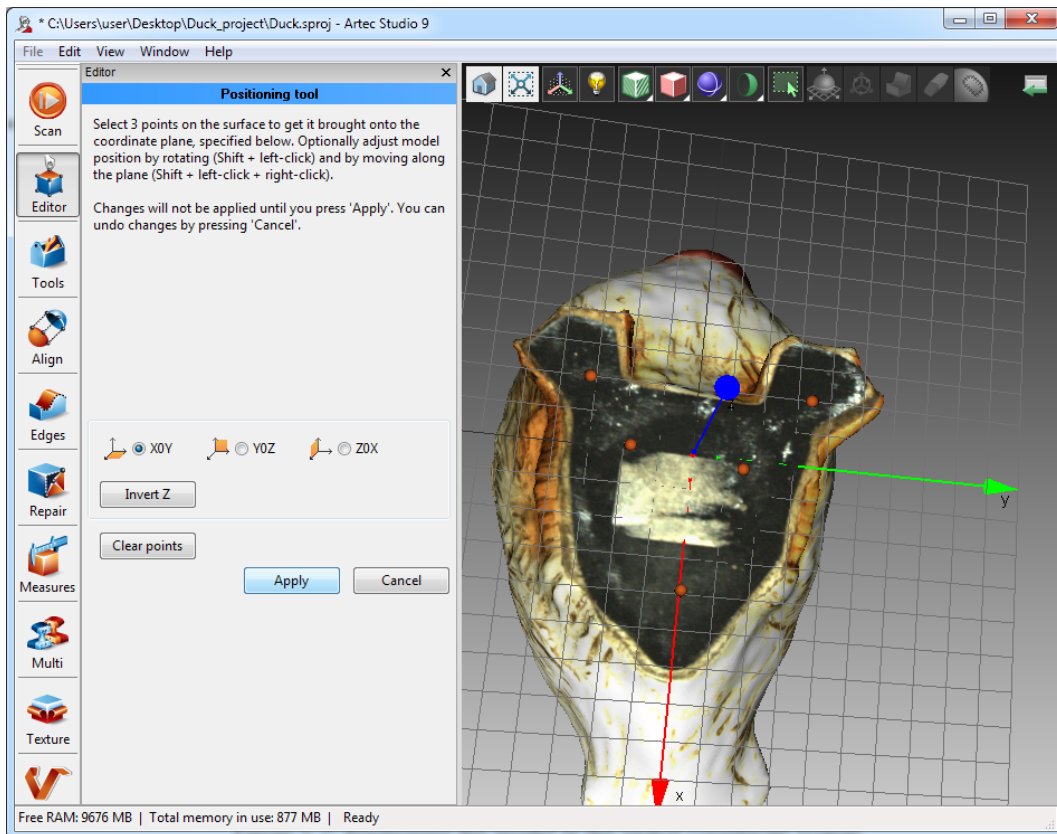 * C:\Users\user\Desktop\Duck_project\Duck.sproj - Artec Studio 9
File Edit View Window Help
Scan
Editor
Tools
Align
Edges
Repair
Measures
Multi
Texture
Editor
Positioning tool
Select 3 points on the surface to get it brought onto the
coordinate plane, specified below. Optionally adjust model
position by rotating (Shift + left-click) and by moving along
the plane (Shift + left-click + right-click).
Changes will not be applied until you press 'Apply'. You can
undo changes by pressing 'Cancel'.
X0Y Y0Z Z0X
Invert Z
Clear points
Apply Cancel
y
x
Free RAM: 9676 MB | Total memory in use: 877 MB | Ready